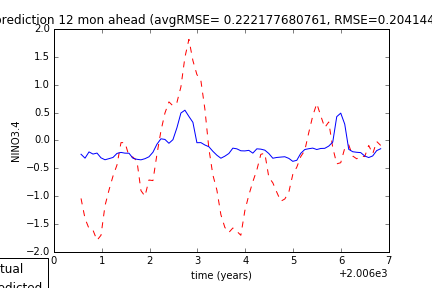 prediction 12 mon ahead (avgRMSE= 0.222177680761, RMSE=0.204144
2.0
1.5
1.0
0.5
0.0
−0.5
−1.0
−1.5
−2.0
NINO3.4
0 1 2 3 4 5 6 7
time (years)
+2.006e3
tual
edicted